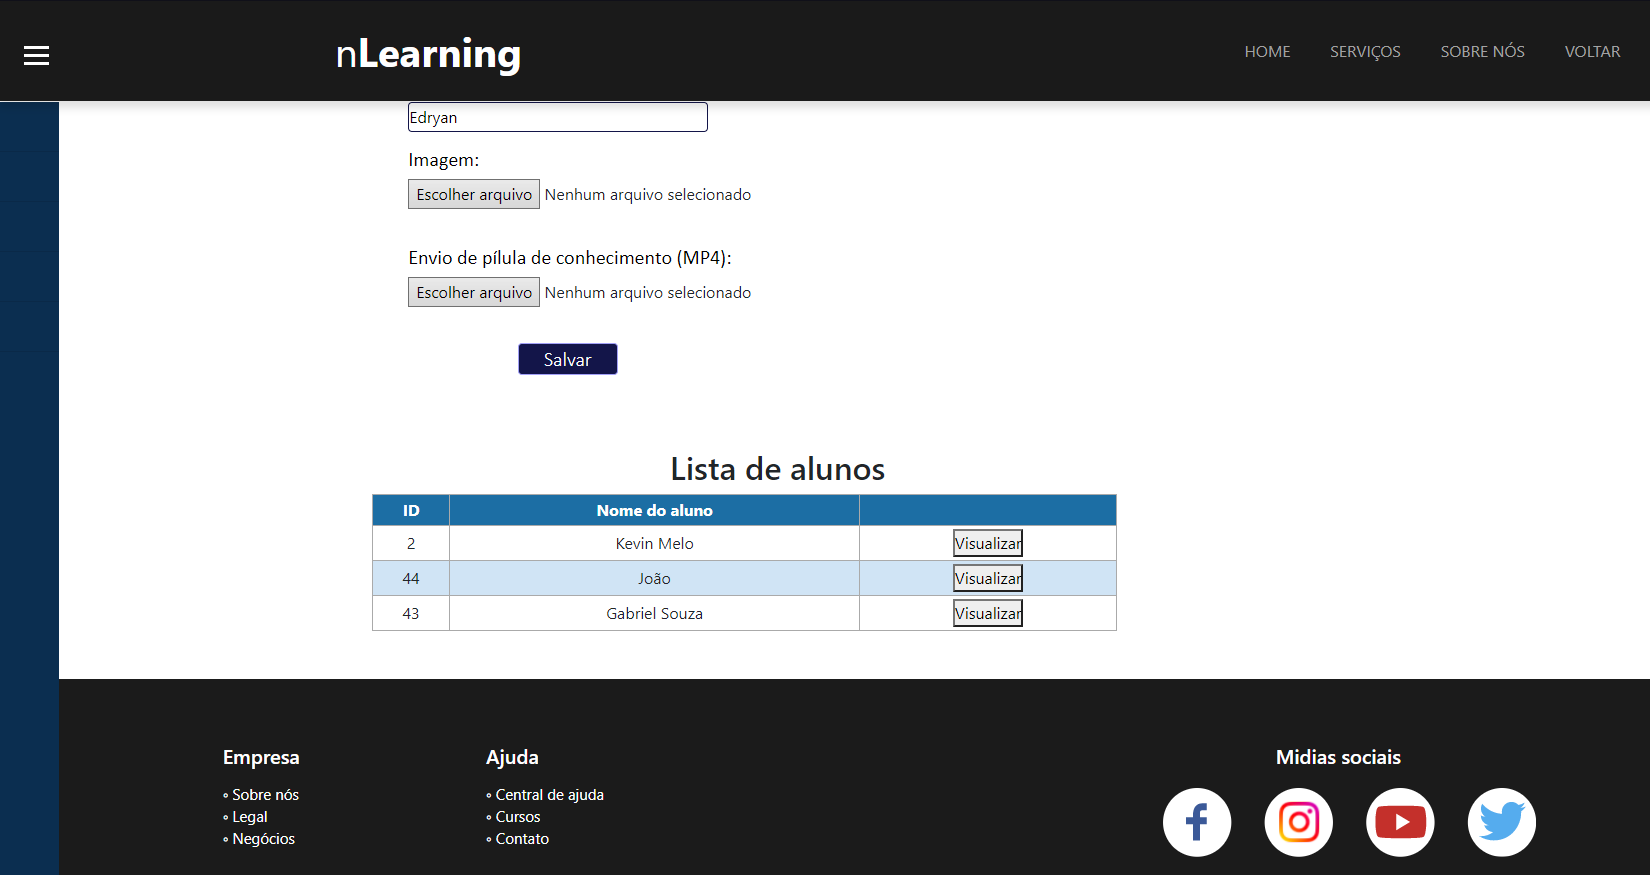 nLearning
HOME SERVIÇOS SOBRE NÓS VOLTAR
Edryan
Imagem:
Escolher arquivo Nenhum arquivo selecionado
Envio de pílula de conhecimento (MP4):
Escolher arquivo Nenhum arquivo selecionado
Salvar
Lista de alunos
ID Nome do aluno
2 Kevin Melo Visualizar
44 João Visualizar
43 Gabriel Souza Visualizar
Empresa
∘ Sobre nós
∘ Legal
∘ Negócios
Ajuda
∘ Central de ajuda
∘ Cursos
∘ Contato
Midias sociais